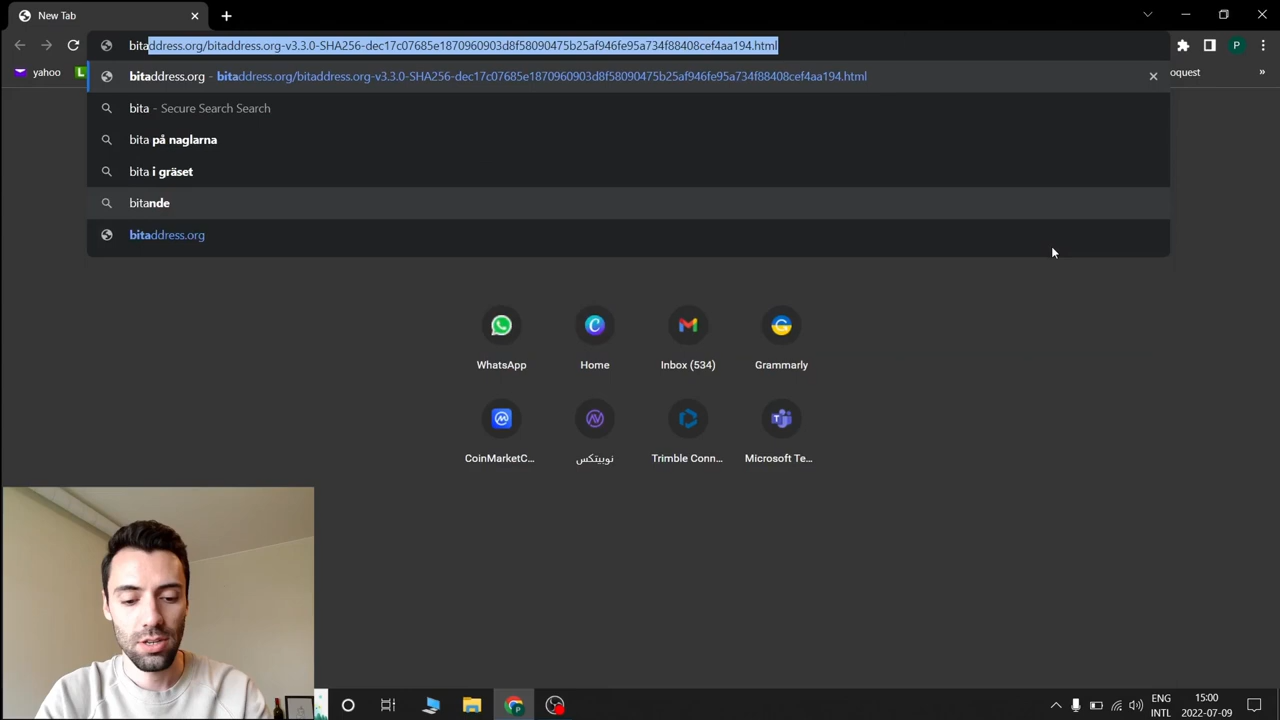 New Tab
bitaddress.org/bitaddress.org-v3.3.0-SHA256-dec17c07685e1870960903d8f58090475b25af946fe95a734f88408cef4aa194.html
P
yahoo
L
oquest
»
bitaddress.org - bitaddress.org/bitaddress.org-v3.3.0-SHA256-dec17c07685e1870960903d8f58090475b25af946fe95a734f88408cef4aa194.html
bita - Secure Search Search
bita på naglarna
bita i gräset
bitande
bitaddress.org
WhatsApp
Home
Inbox (534)
Grammarly
CoinMarketC...
نوبیتکس
Trimble Conn...
Microsoft Te...
ENG
INTL
15:00
2022-07-09